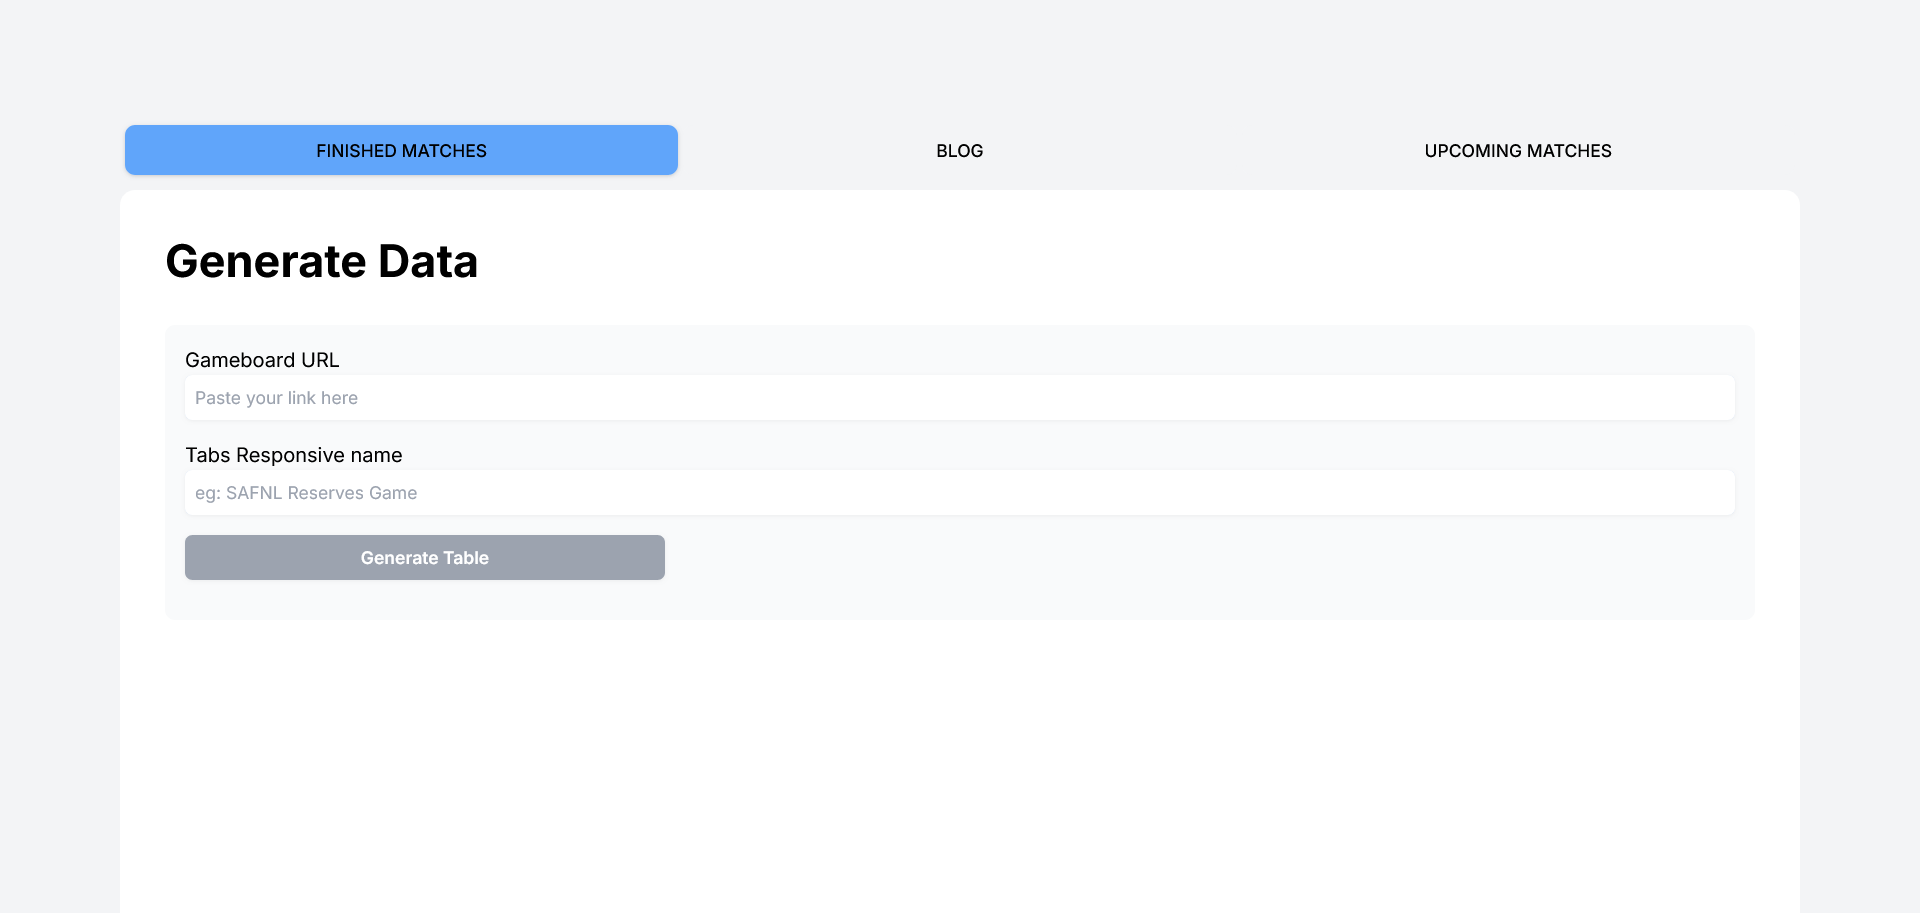 FINISHED MATCHES
BLOG
UPCOMING MATCHES
Generate Data
Gameboard URL
Paste your link here
Tabs Responsive name
eg: SAFNL Reserves Game
Generate Table